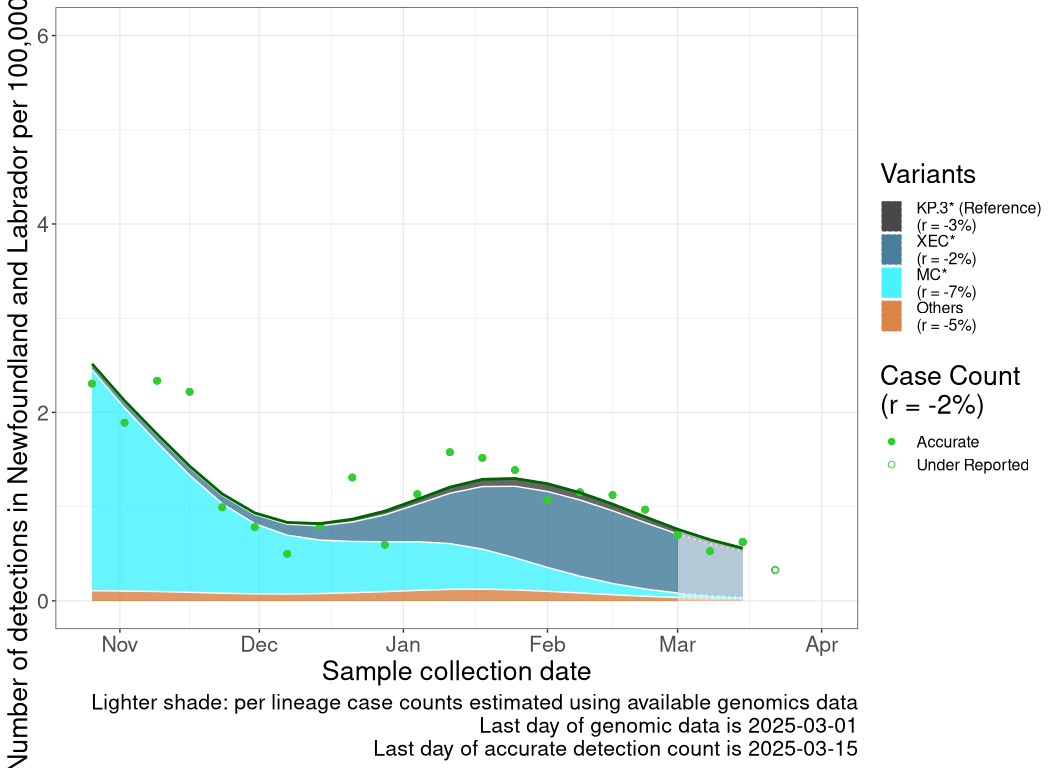 Number of detections in Newfoundland and Labrador per 100,000
6
4
2
0
Nov
Dec
Jan
Feb
Mar
Apr
Sample collection date
Lighter shade: per lineage case counts estimated using available genomics data
Last day of genomic data is 2025-03-01
Last day of accurate detection count is 2025-03-15
Variants
KP.3* (Reference)
(r = -3%)
XEC*
(r = -2%)
MC*
(r = -7%)
Others
(r = -5%)
Case Count
(r = -2%)
Accurate
Under Reported